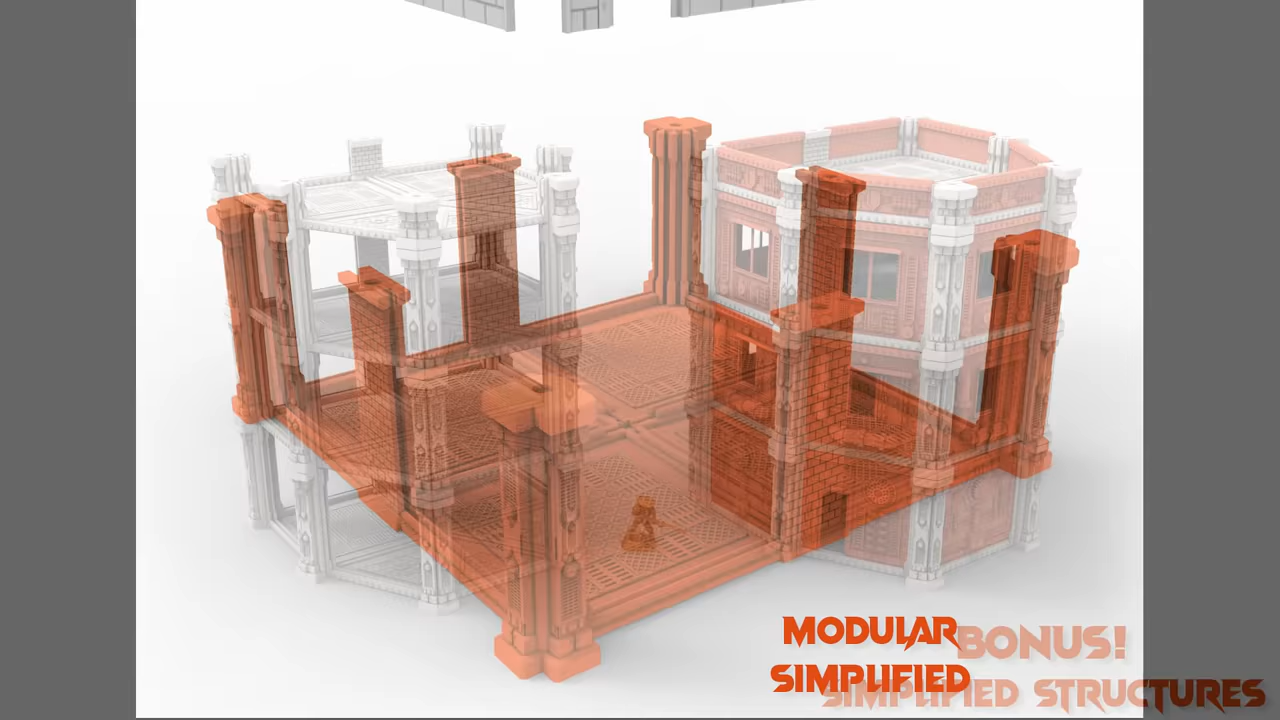 MODULAR
SIMPLIFIED
BONUS!
SIMPLIFIED STRUCTURES